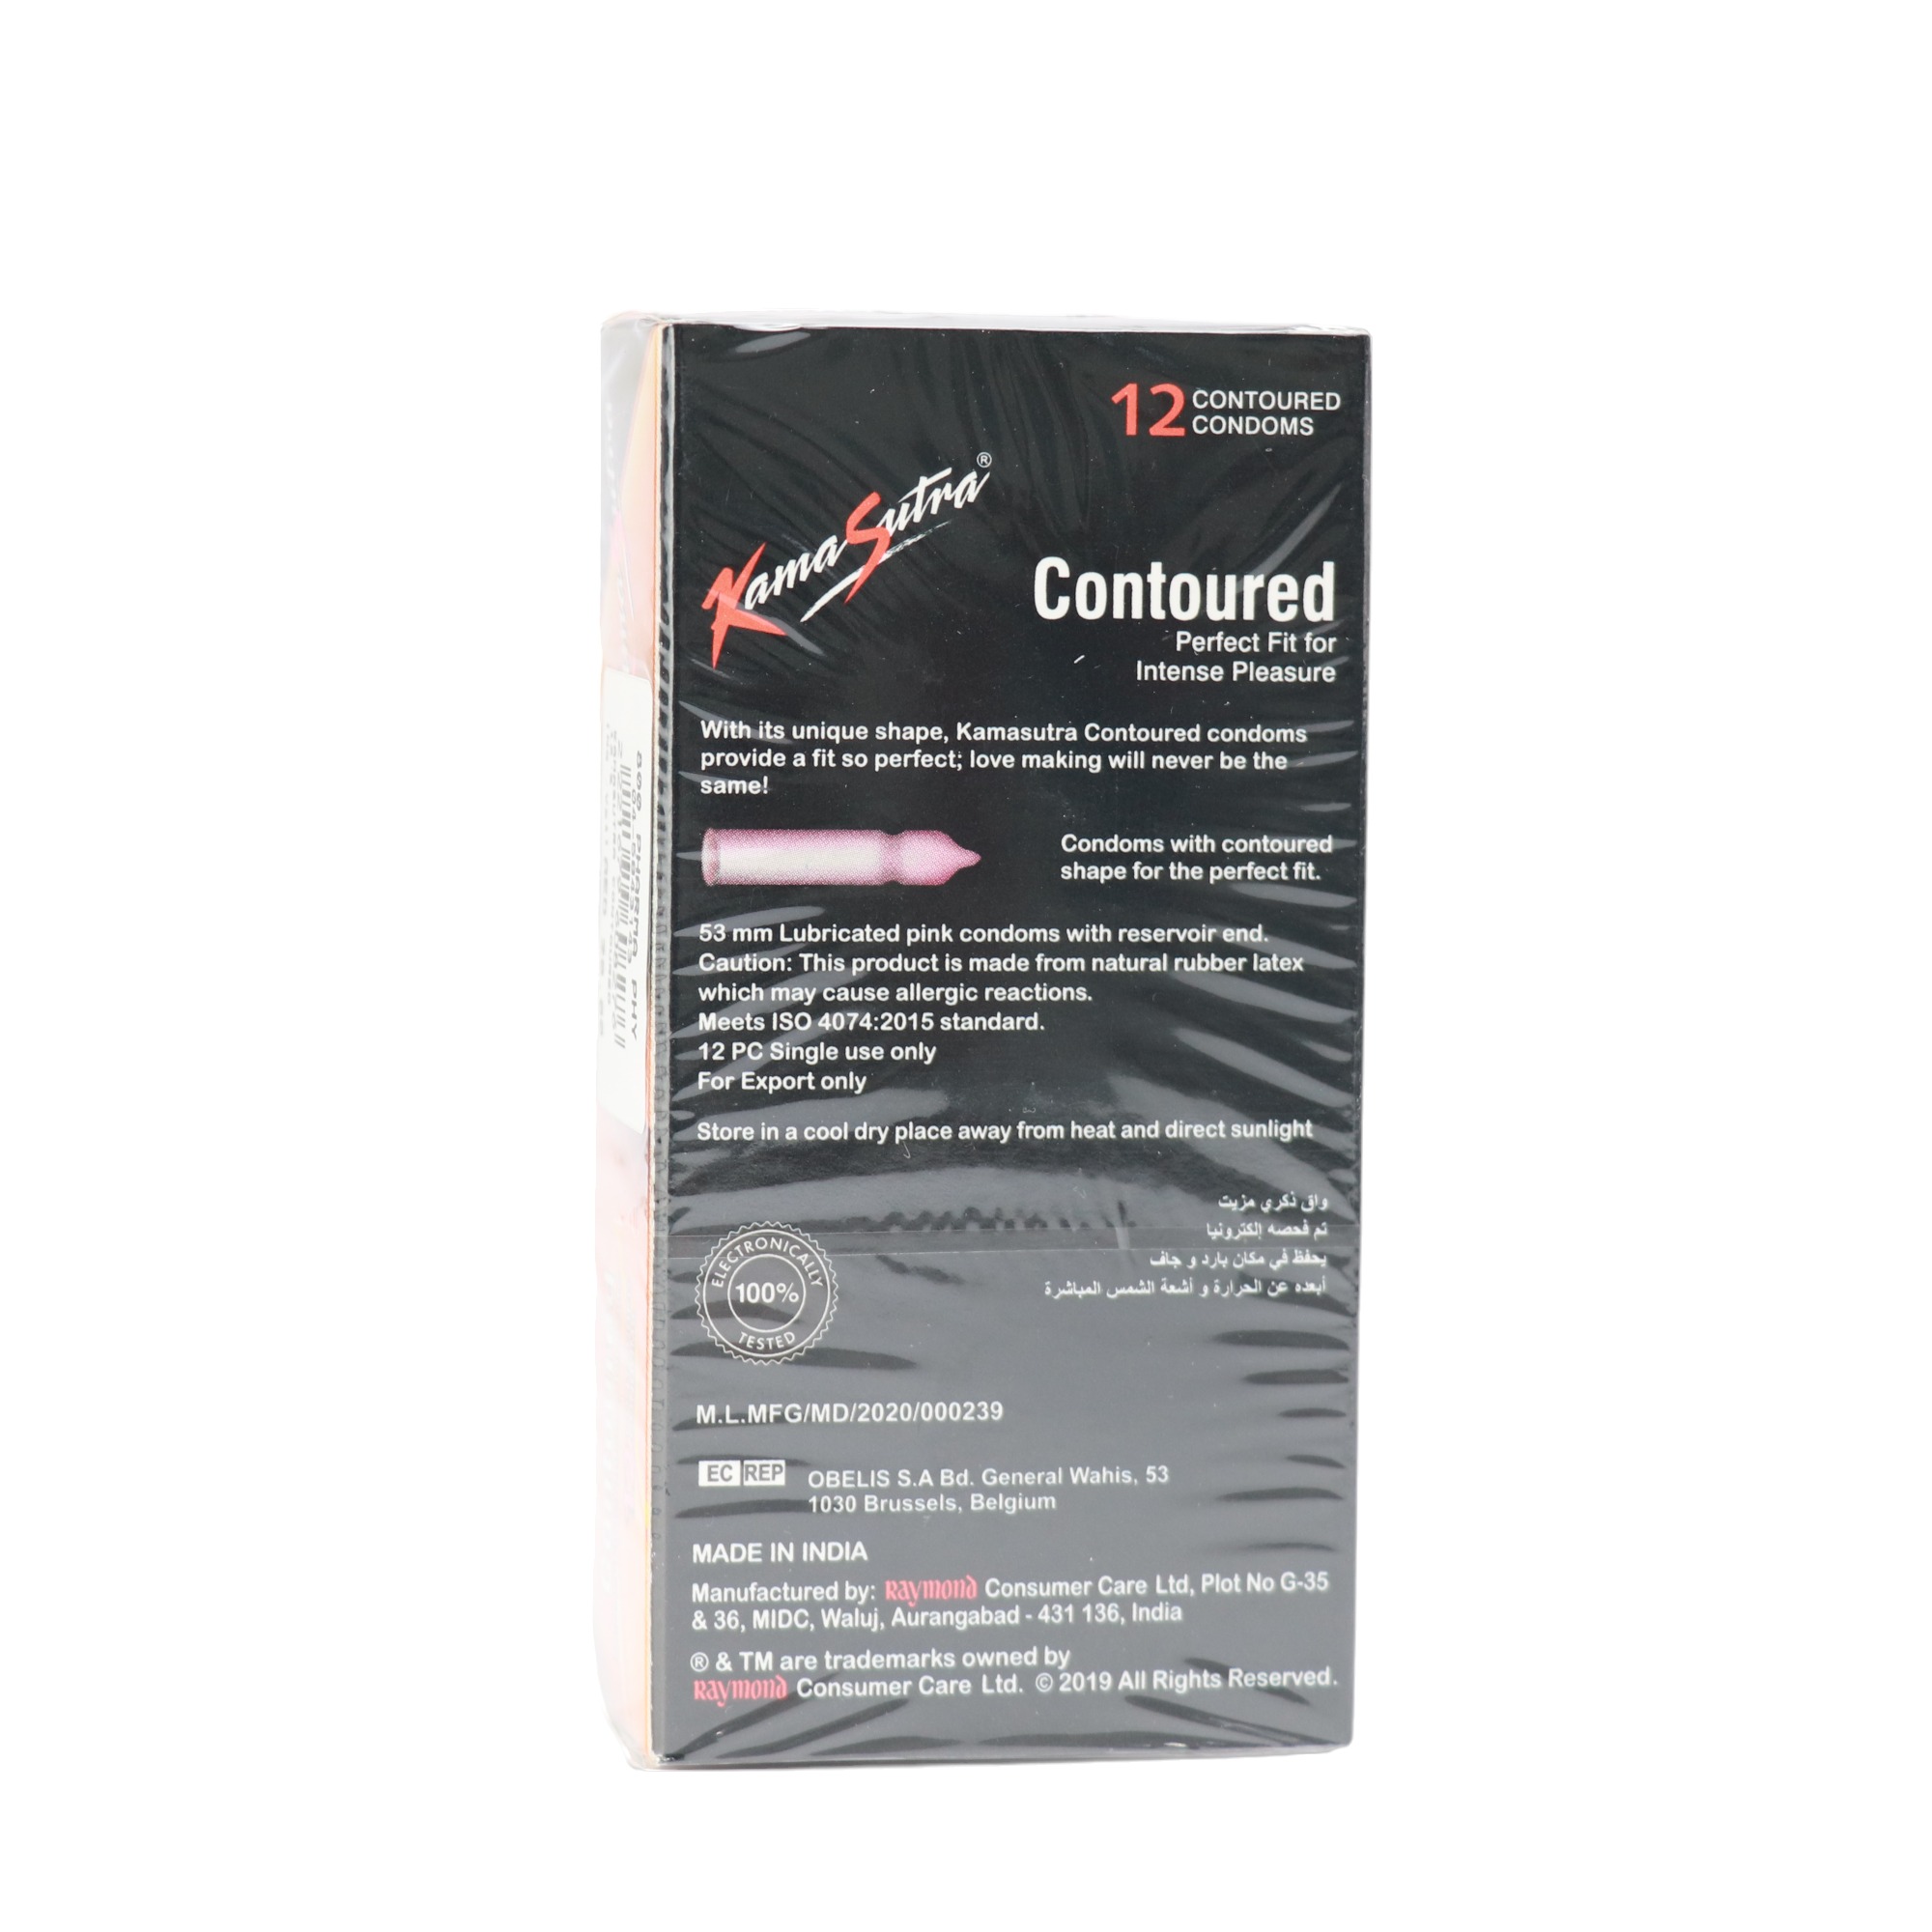 12 CONTOURED
CONDOMS
KamaSutra®
Contoured
Perfect Fit for
Intense Pleasure
With its unique shape, Kamasutra Contoured condoms
provide a fit so perfect; love making will never be the
same!
Condoms with contoured
shape for the perfect fit.
53 mm Lubricated pink condoms with reservoir end.
Caution: This product is made from natural rubber latex
which may cause allergic reactions.
Meets ISO 4074:2015 standard.
12 PC Single use only
For Export only
Store in a cool dry place away from heat and direct sunlight
واق ذكري مزيت
تم فحصه إلكترونيا
يحفظ في مكان بارد و جاف
أبعده عن الحرارة و أشعة الشمس المباشرة
ELECTRONICALLY
100%
TESTED
M.L.MFG/MD/2020/000239
EC REP OBELIS S.A Bd. General Wahis, 53
1030 Brussels, Belgium
MADE IN INDIA
Manufactured by: Raymond Consumer Care Ltd, Plot No G-35
& 36, MIDC, Waluj, Aurangabad - 431 136, India
® & TM are trademarks owned by
Raymond Consumer Care Ltd. © 2019 All Rights Reserved.